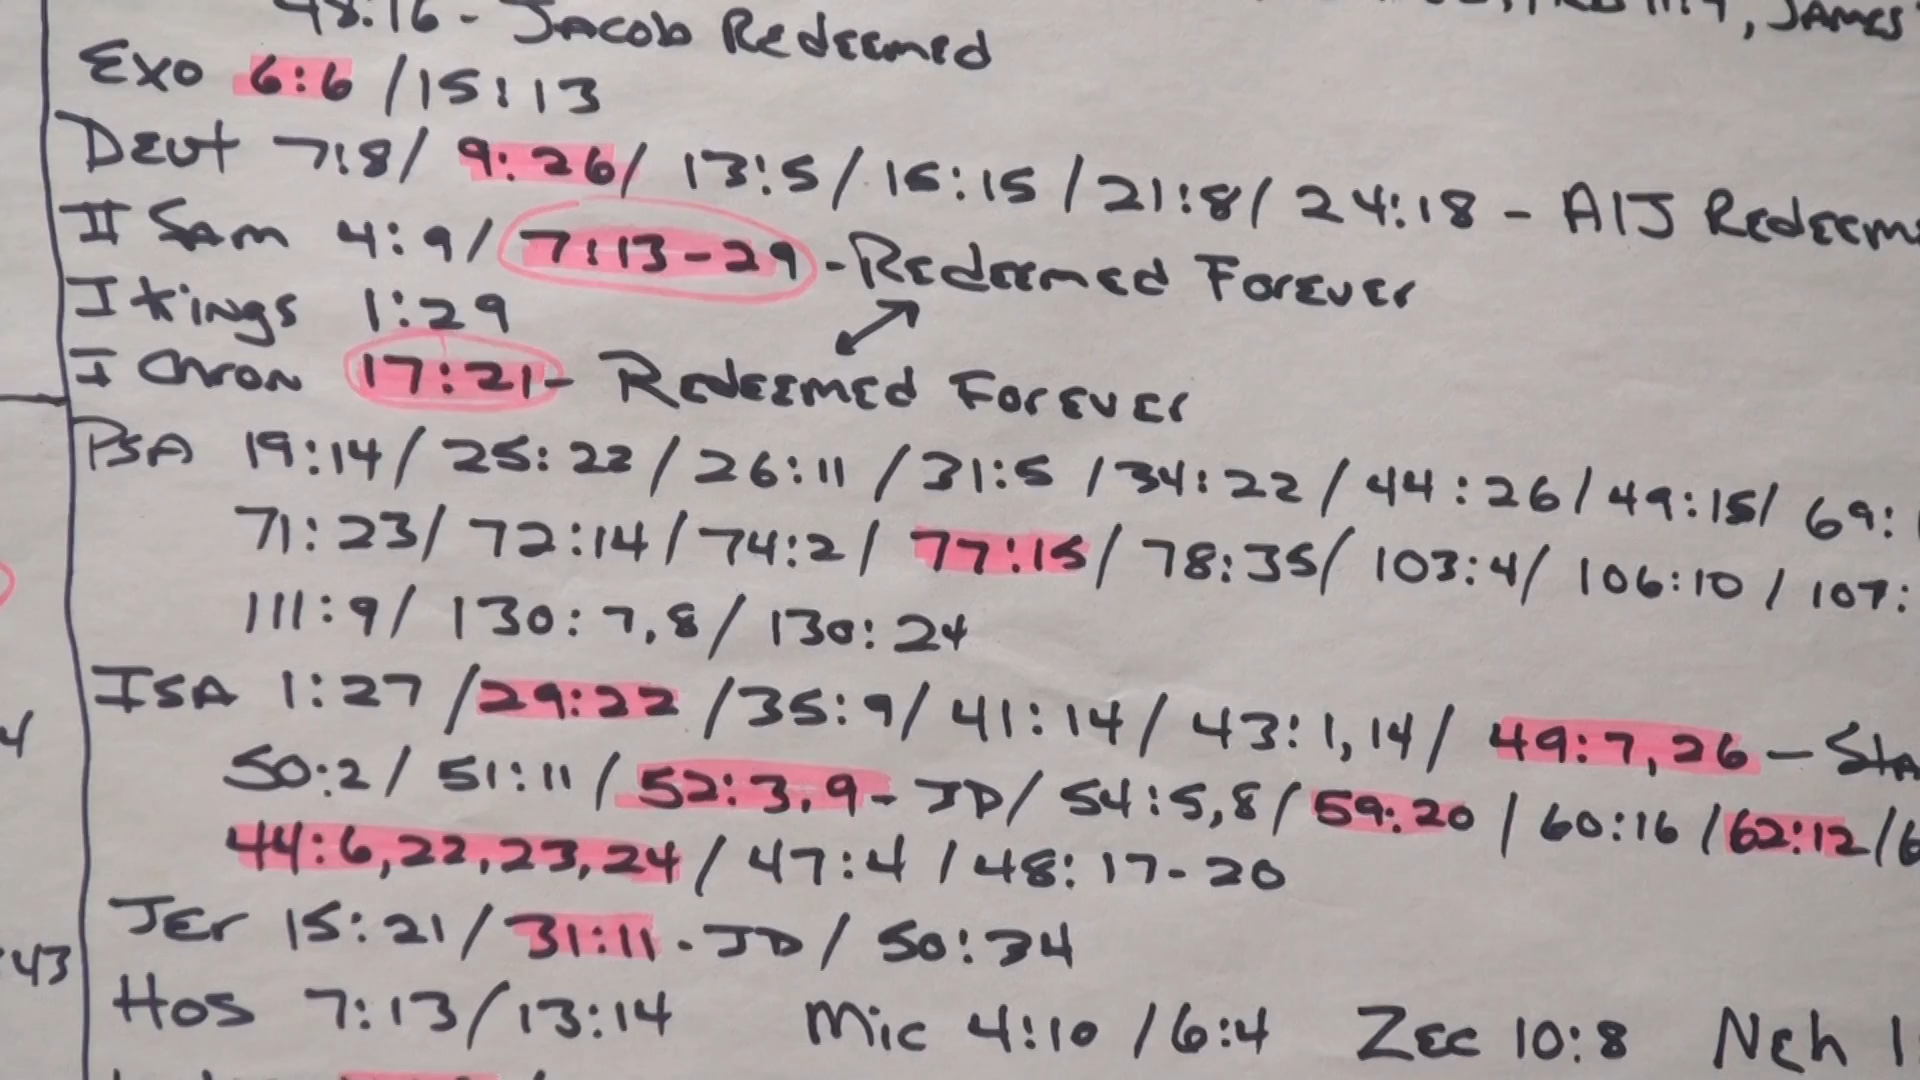 48:16 - Jacob Redeemed
, JAMES
Exo 6:6 / 15:13
Deut 7:8 / 9:26 / 13:5 / 15:15 / 21:8 / 24:18 - AIJ Redeem
II Sam 4:9 / 7:13-29 - Redeemed Forever
I Kings 1:29
I Chron 17:21 - Redeemed Forever
PSA 19:14 / 25:22 / 26:11 / 31:5 / 34:22 / 44:26 / 49:15 / 69:
71:23 / 72:14 / 74:2 / 77:15 / 78:35 / 103:4 / 106:10 / 107:
111:9 / 130:7,8 / 130:24
ISA 1:27 / 29:22 / 35:9 / 41:14 / 43:1,14 / 49:7,26 - Sta
50:2 / 51:11 / 52:3,9 - JD / 54:5,8 / 59:20 / 60:16 / 62:12 / 6
44:6,22,23,24 / 47:4 / 48:17-20
4
Jer 15:21 / 31:11 - JD / 50:34
:43
Hos 7:13 / 13:14 Mic 4:10 / 6:4 Zec 10:8 Neh 1: